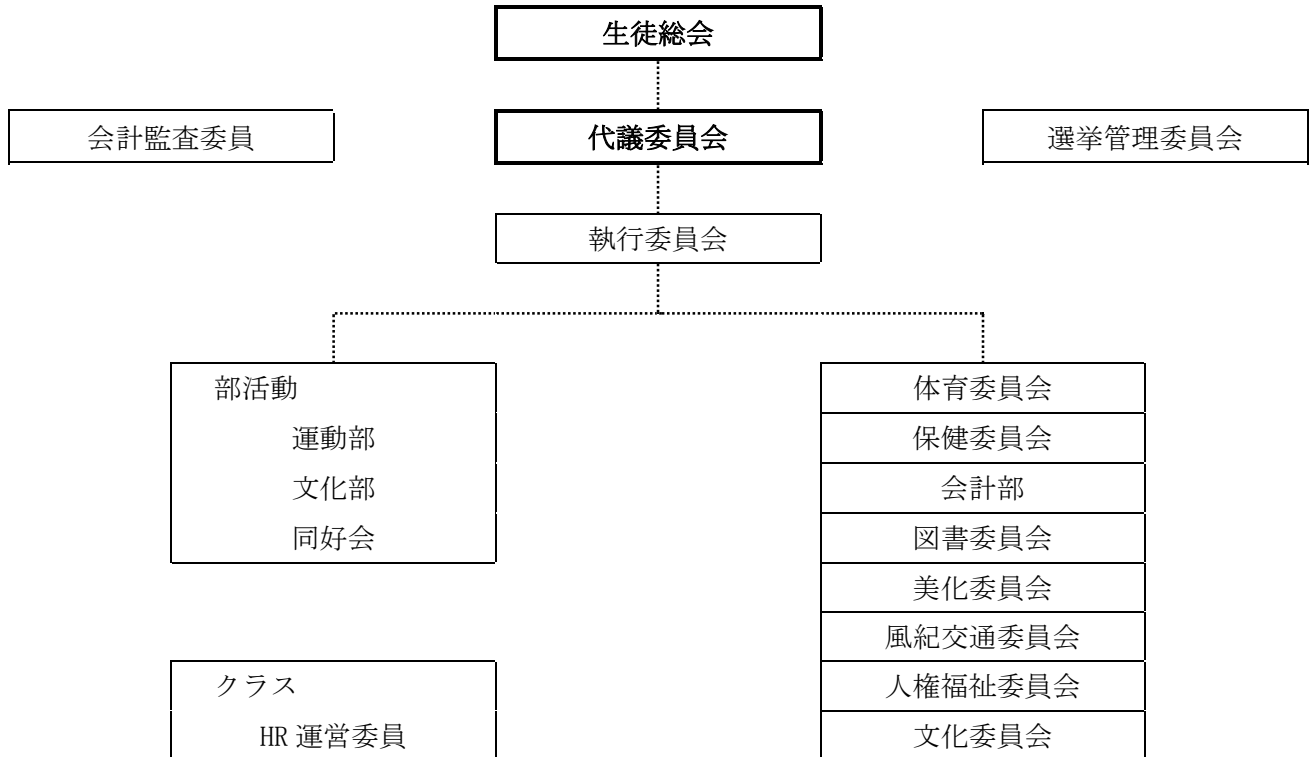 生徒総会
会計監査委員
代議委員会
選挙管理委員会
執行委員会
部活動
運動部
文化部
同好会
体育委員会
保健委員会
会計部
図書委員会
美化委員会
風紀交通委員会
人権福祉委員会
文化委員会
クラス
HR 運営委員